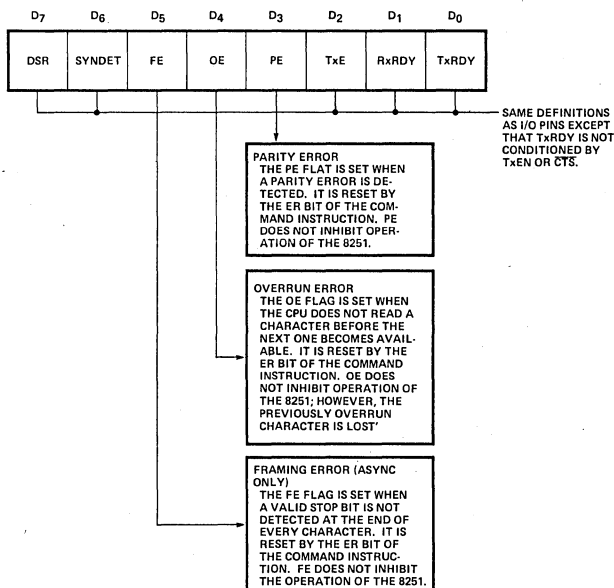 D7 D6 D5 D4 D3 D2 D1 D0
DSR SYNDET FE OE PE TxE RxRDY TxRDY
SAME DEFINITIONS
AS I/O PINS EXCEPT
THAT TxRDY IS NOT
CONDITIONED BY
TxEN OR C̅T̅S̅.
PARITY ERROR
THE PE FLAT IS SET WHEN
A PARITY ERROR IS DE-
TECTED. IT IS RESET BY
THE ER BIT OF THE COM-
MAND INSTRUCTION. PE
DOES NOT INHIBIT OPER-
ATION OF THE 8251.
OVERRUN ERROR
THE OE FLAG IS SET WHEN
THE CPU DOES NOT READ A
CHARACTER BEFORE THE
NEXT ONE BECOMES AVAIL-
ABLE. IT IS RESET BY THE
ER BIT OF THE COMMAND
INSTRUCTION. OE DOES
NOT INHIBIT OPERATION OF
THE 8251; HOWEVER, THE
PREVIOUSLY OVERRUN
CHARACTER IS LOST'
FRAMING ERROR (ASYNC
ONLY)
THE FE FLAG IS SET WHEN
A VALID STOP BIT IS NOT
DETECTED AT THE END OF
EVERY CHARACTER. IT IS
RESET BY THE ER BIT OF
THE COMMAND INSTRUC-
TION. FE DOES NOT INHIBIT
THE OPERATION OF THE 8251.